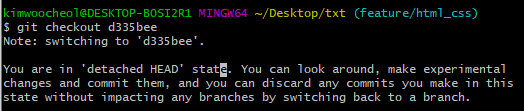 kimwoocheol@DESKTOP-BOSI2R1 MINGW64 ~/Desktop/txt (feature/html_css)
$ git checkout d335bee
Note: switching to 'd335bee'.
You are in 'detached HEAD' state. You can look around, make experimental
changes and commit them, and you can discard any commits you make in this
state without impacting any branches by switching back to a branch.